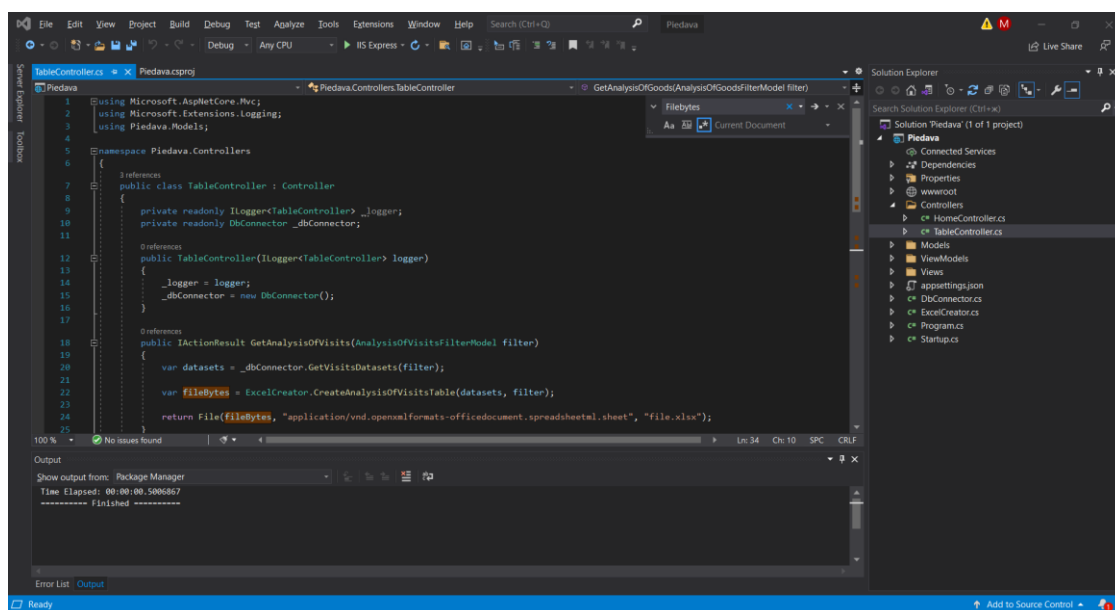 File Edit View Project Build Debug Test Analyze Tools Extensions Window Help Search (Ctrl+Q) Piedava M
Debug Any CPU IIS Express Live Share
Server Explorer
Toolbox
TableController.cs Piedava.csproj
Piedava Piedava.Controllers.TableController GetAnalysisOfGoods(AnalysisOfGoodsFilterModel filter)
Filebytes
Aa Ab .* Current Document
1 using Microsoft.AspNetCore.Mvc;
2 using Microsoft.Extensions.Logging;
3 using Piedava.Models;
4
5 namespace Piedava.Controllers
6 {
3 references
7 public class TableController : Controller
8 {
9 private readonly ILogger<TableController> _logger;
10 private readonly DbConnector _dbConnector;
11
0 references
12 public TableController(ILogger<TableController> logger)
13 {
14 _logger = logger;
15 _dbConnector = new DbConnector();
16 }
17
0 references
18 public IActionResult GetAnalysisOfVisits(AnalysisOfVisitsFilterModel filter)
19 {
20 var datasets = _dbConnector.GetVisitsDatasets(filter);
21
22 var fileBytes = ExcelCreator.CreateAnalysisOfVisitsTable(datasets, filter);
23
24 return File(fileBytes, "application/vnd.openxmlformats-officedocument.spreadsheetml.sheet", "file.xlsx");
25 }
100 % No issues found Ln: 34 Ch: 10 SPC CRLF
Output
Show output from: Package Manager
Time Elapsed: 00:00:00.5006867
========== Finished ==========
Error List Output
Solution Explorer
Search Solution Explorer (Ctrl+ж)
Solution 'Piedava' (1 of 1 project)
Piedava
Connected Services
Dependencies
Properties
wwwroot
Controllers
C# HomeController.cs
C# TableController.cs
Models
ViewModels
Views
appsettings.json
C# DbConnector.cs
C# ExcelCreator.cs
C# Program.cs
C# Startup.cs
Ready Add to Source Control